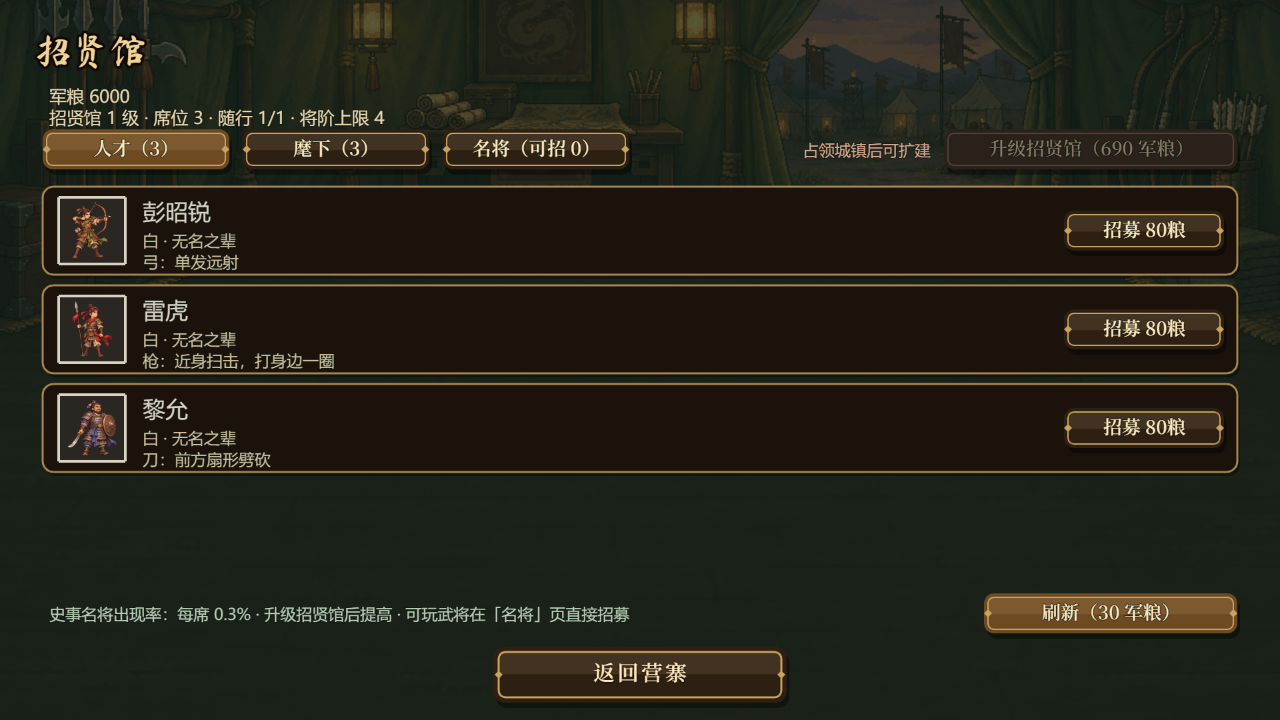 招贤馆
军粮 6000
招贤馆 1 级 · 席位 3 · 随行 1/1 · 将阶上限 4
人才（3）
麾下（3）
名将（可招 0）
占领城镇后可扩建
升级招贤馆（690 军粮）
彭昭锐
白 · 无名之辈
弓：单发远射
招募 80粮
雷虎
白 · 无名之辈
枪：近身扫击，打身边一圈
招募 80粮
黎允
白 · 无名之辈
刀：前方扇形劈砍
招募 80粮
史事名将出现率：每席 0.3% · 升级招贤馆后提高 · 可玩武将在「名将」页直接招募
刷新（30 军粮）
返回营寨